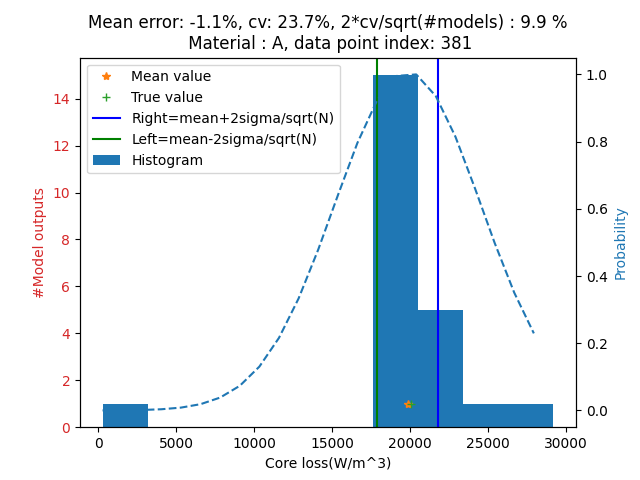 Mean error: -1.1%, cv: 23.7%, 2*cv/sqrt(#models) : 9.9 %
Material : A, data point index: 381
Mean value
True value
Right=mean+2sigma/sqrt(N)
Left=mean-2sigma/sqrt(N)
Histogram
#Model outputs
14
12
10
8
6
4
2
0
1.0
0.8
0.6
0.4
0.2
0.0
Probability
0
5000
10000
15000
20000
25000
30000
Core loss(W/m^3)